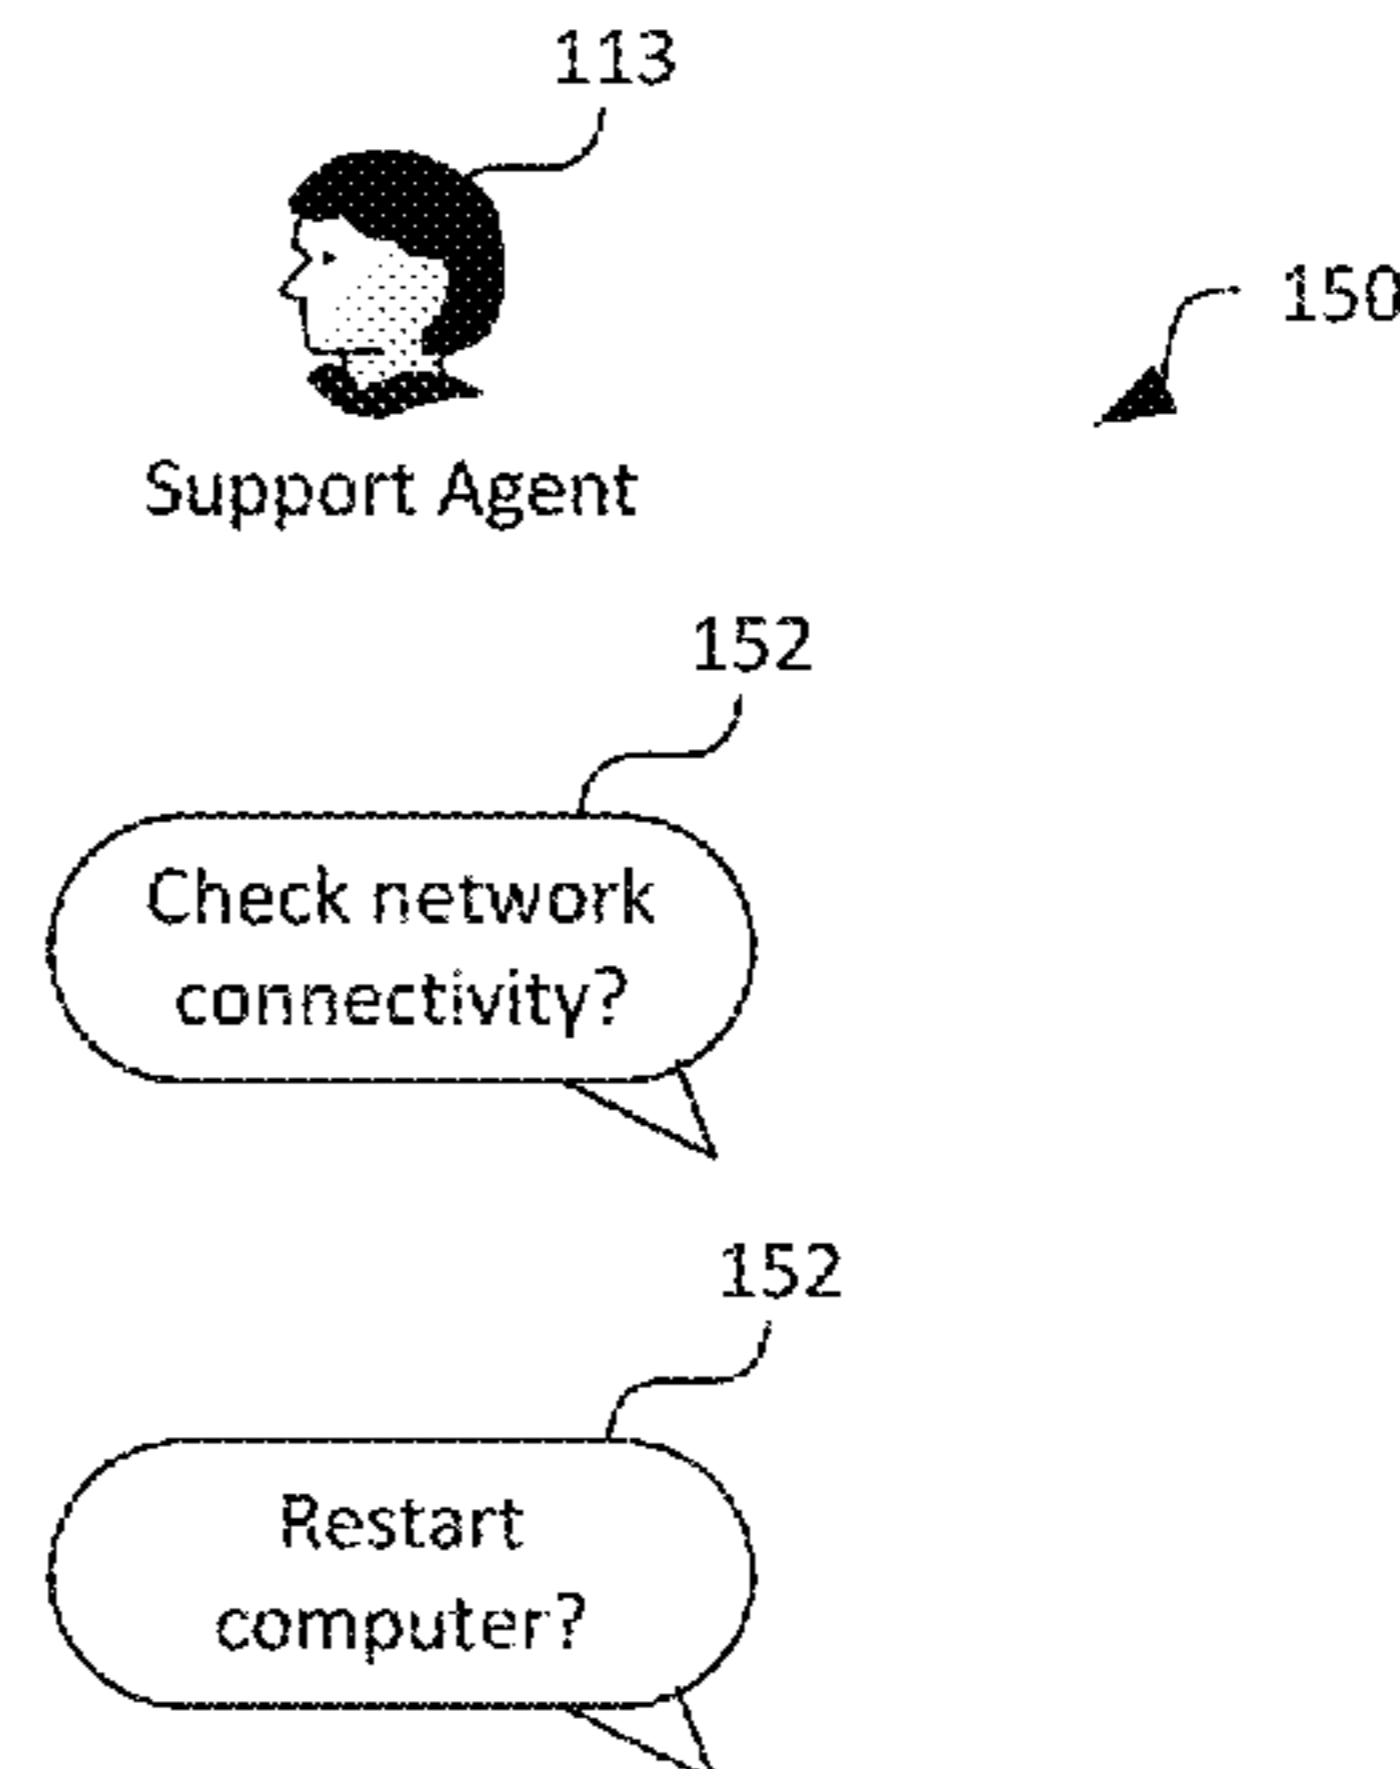 113
150
Support Agent
152
Check network
connectivity?
152
Restart
computer?